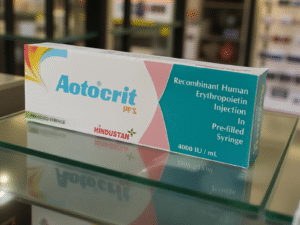 Aotocrit
PFS
HINDUSTAN
Recombinant Human
Erythropoietin
Injection
In
Pre-filled
Syringe
4000 IU / mL